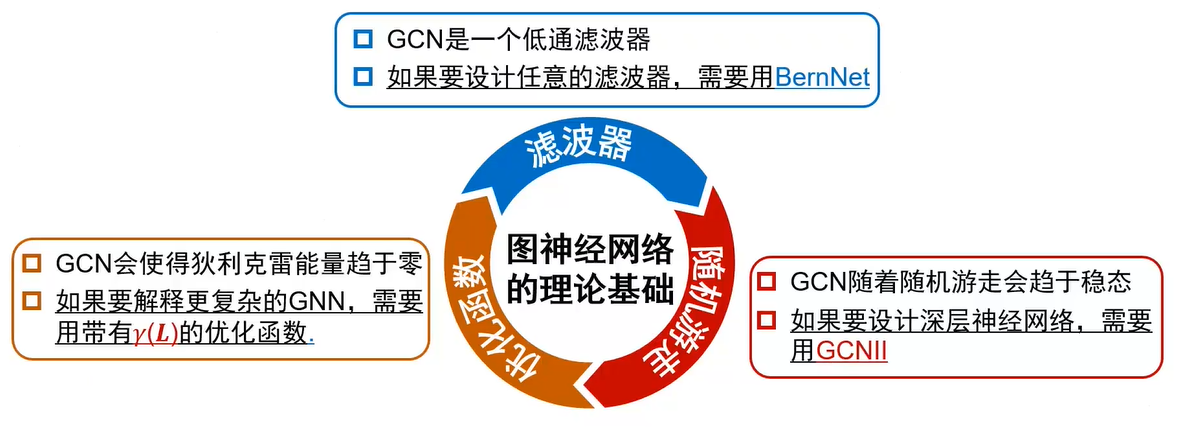 GCN是一个低通滤波器
如果要设计任意的滤波器，需要用BernNet
滤波器
图神经网络
的理论基础
优化函数
随机游走
GCN会使得狄利克雷能量趋于零
如果要解释更复杂的GNN，需要
用带有γ(L)的优化函数.
GCN随着随机游走会趋于稳态
如果要设计深层神经网络，需要
用GCNII